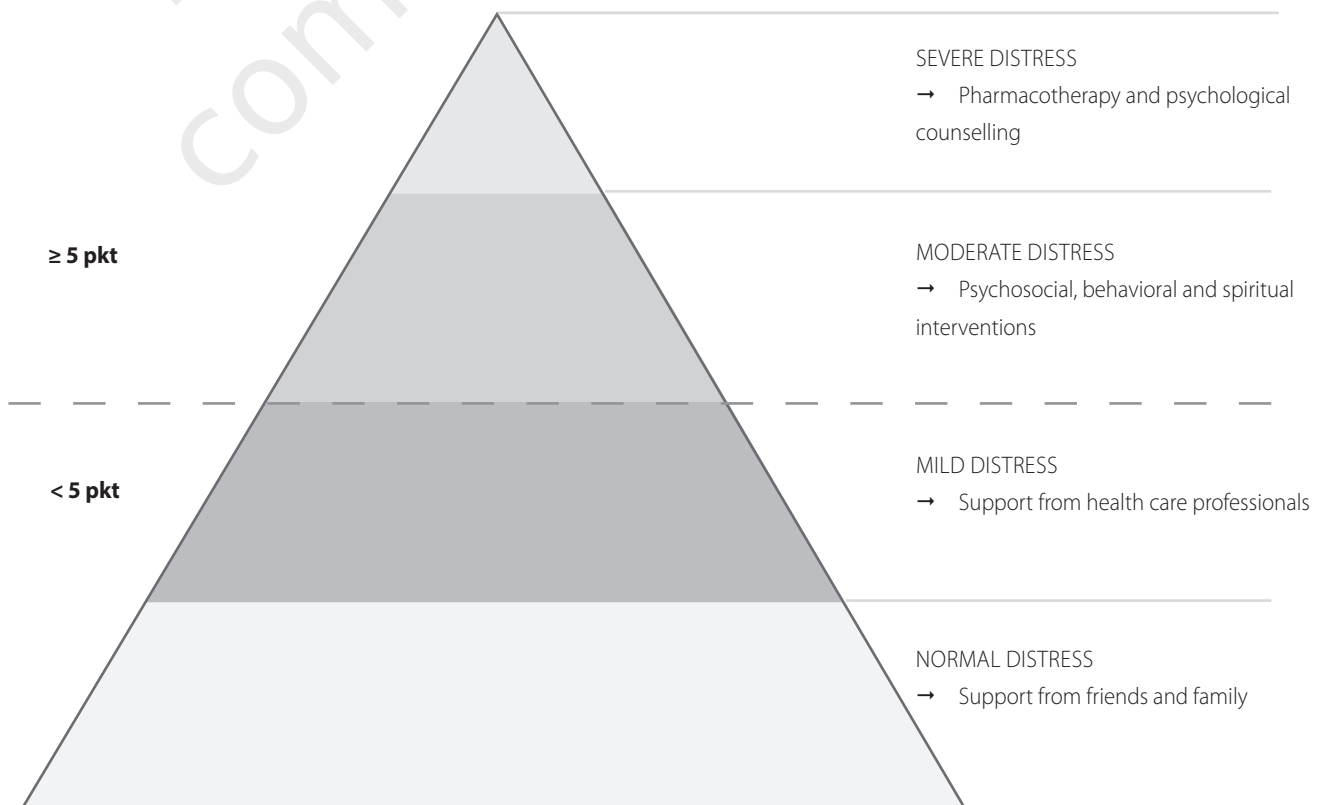 com
SEVERE DISTRESS
→ Pharmacotherapy and psychological
counselling
≥ 5 pkt
MODERATE DISTRESS
→ Psychosocial, behavioral and spiritual
interventions
< 5 pkt
MILD DISTRESS
→ Support from health care professionals
NORMAL DISTRESS
→ Support from friends and family